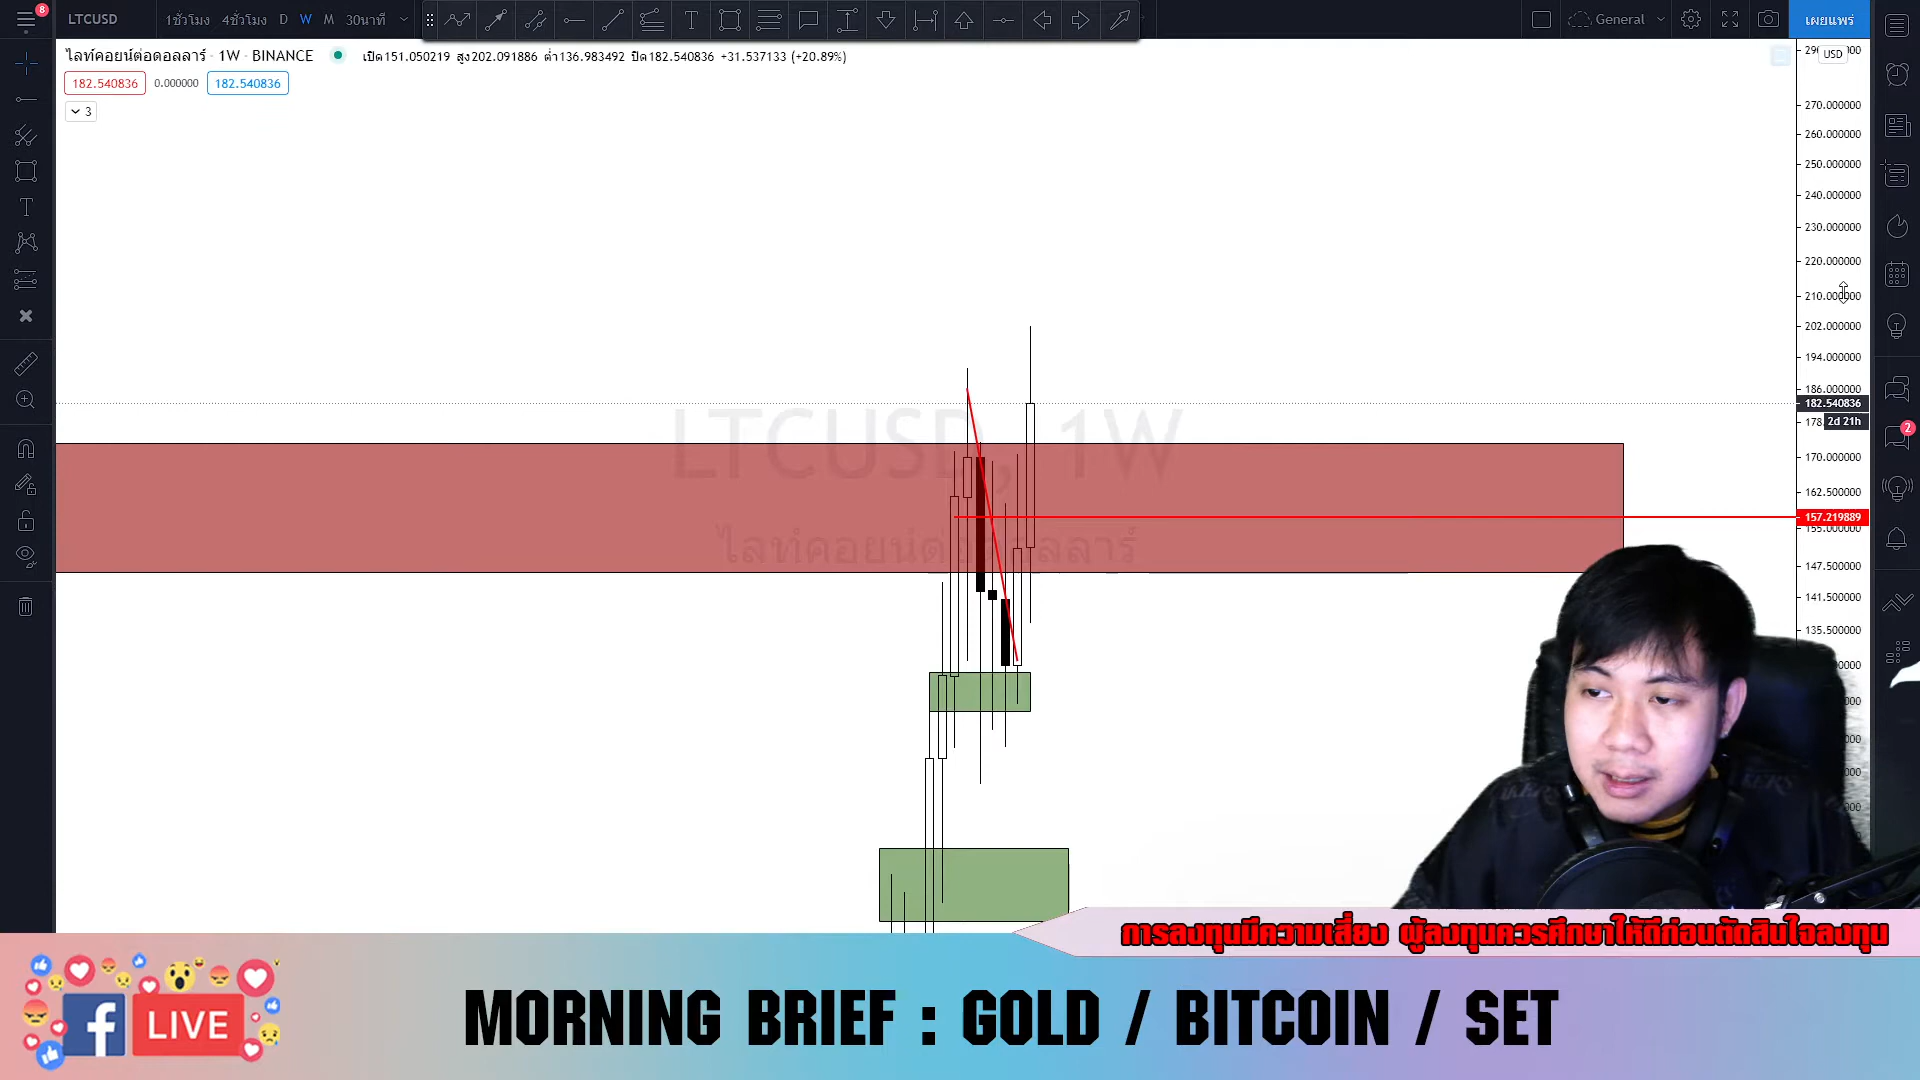 8
LTCUSD
1ชั่วโมง 4ชั่วโมง D W M 30นาที
General
เผยแพร่
ไลท์คอยน์ต่อดอลลาร์ · 1W · BINANCE
เปิด151.050219 สูง202.091886 ต่ำ136.983492 ปิด182.540836 +31.537133 (+20.89%)
182.540836 0.000000 182.540836
3
USD
270.000000
260.000000
250.000000
240.000000
230.000000
220.000000
210.000000
202.000000
194.000000
186.000000
182.540836
2d 21h
170.000000
162.500000
157.219889
155.000000
147.500000
141.500000
135.500000
2
LTCUSD, 1W
ไลท์คอยน์ต่อดอลลาร์
การลงทุนมีความเสี่ยง ผู้ลงทุนควรศึกษาให้ดีก่อนตัดสินใจลงทุน
f LIVE
MORNING BRIEF : GOLD / BITCOIN / SET